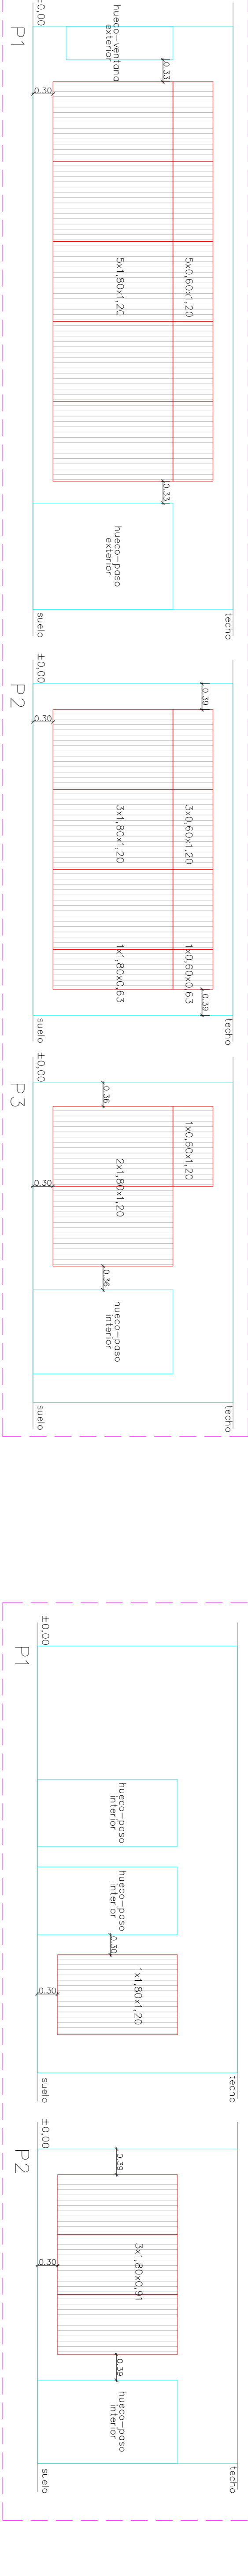 ±0,00
P1
0.30
hueco-ventana
exterior
0.33
5x0,60x1,20
5x1,80x1,20
0.33
hueco-paso
exterior
techo
suelo
±0,00
P2
0.30
0.39
3x0,60x1,20
3x1,80x1,20
1x0,60x0,63
1x1,80x0,63
0.39
techo
suelo
±0,00
P3
0.36
1x0,60x1,20
0.30
2x1,80x1,20
0.36
hueco-paso
interior
techo
suelo
±0,00
P1
hueco-paso
interior
hueco-paso
interior
0.30
0.30
1x1,80x1,20
techo
suelo
±0,00
P2
0.39
0.30
3x1,80x0,91
0.39
hueco-paso
interior
techo
suelo